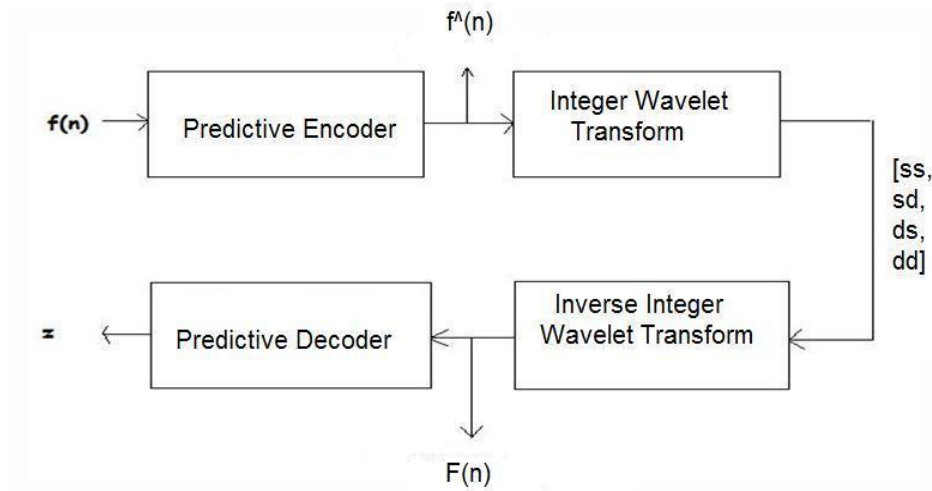 f^(n)
f(n)
Predictive Encoder
Integer Wavelet
Transform
[ss,
sd,
ds,
dd]
z
Predictive Decoder
Inverse Integer
Wavelet Transform
F(n)